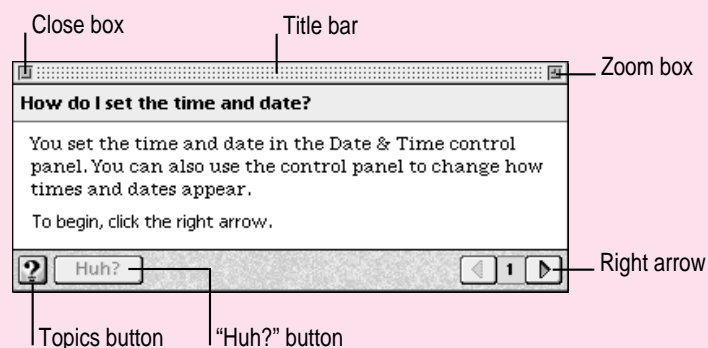 Close box
Title bar
Zoom box
How do I set the time and date?
You set the time and date in the Date & Time control
panel. You can also use the control panel to change how
times and dates appear.
To begin, click the right arrow.
?
Huh?
1
Right arrow
Topics button
“Huh?” button